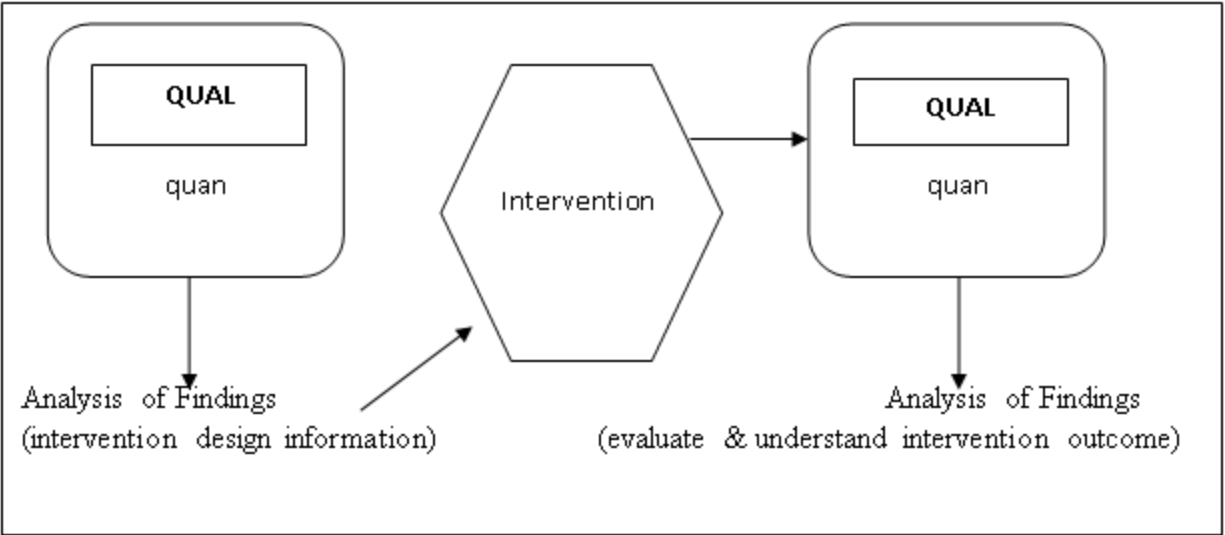 QUAL
quan
Analysis of Findings
(intervention design information)
Intervention
QUAL
quan
Analysis of Findings
(evaluate & understand intervention outcome)